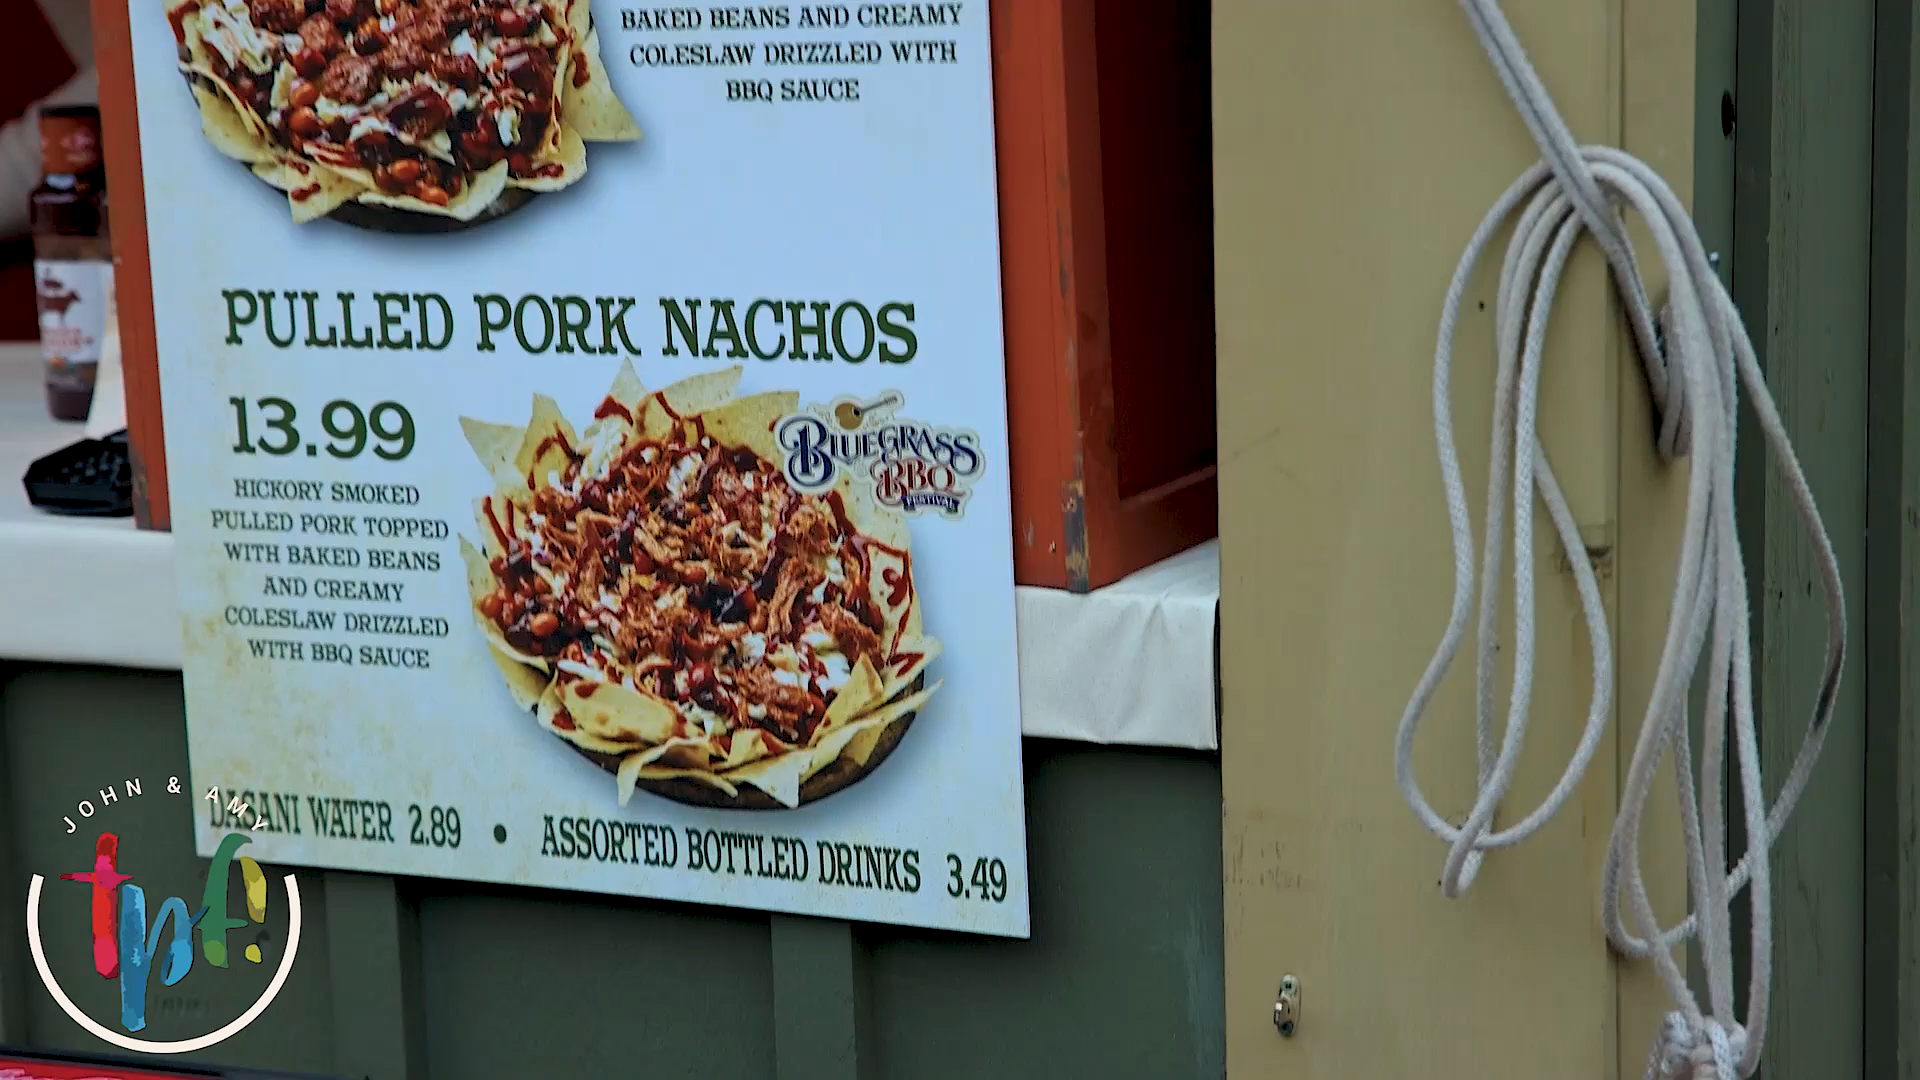 BAKED BEANS AND CREAMY
COLESLAW DRIZZLED WITH
BBQ SAUCE
PULLED PORK NACHOS
13.99
HICKORY SMOKED
PULLED PORK TOPPED
WITH BAKED BEANS
AND CREAMY
COLESLAW DRIZZLED
WITH BBQ SAUCE
BLUEGRASS
BBQ
FESTIVAL
DASANI WATER 2.89 • ASSORTED BOTTLED DRINKS 3.49
JOHN & AMY
tpf!